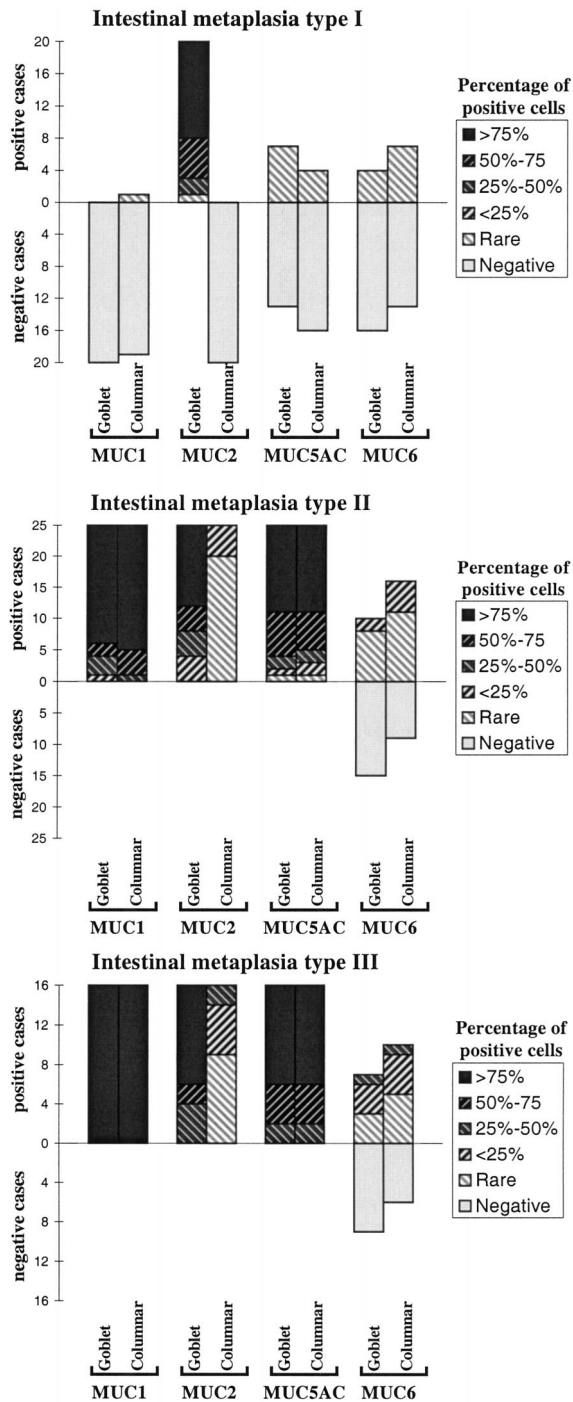 Intestinal metaplasia type I
20
16
12
8
4
0
4
8
12
16
20
positive cases
negative cases
Goblet
Columnar
Goblet
Columnar
Goblet
Columnar
Goblet
Columnar
MUC1 MUC2 MUC5AC MUC6
Percentage of
positive cells
>75%
50%-75
25%-50%
<25%
Rare
Negative
Intestinal metaplasia type II
25
20
15
10
5
0
5
10
15
20
25
positive cases
negative cases
Goblet
Columnar
Goblet
Columnar
Goblet
Columnar
Goblet
Columnar
MUC1 MUC2 MUC5AC MUC6
Percentage of
positive cells
>75%
50%-75
25%-50%
<25%
Rare
Negative
Intestinal metaplasia type III
16
12
8
4
0
4
8
12
16
positive cases
negative cases
Goblet
Columnar
Goblet
Columnar
Goblet
Columnar
Goblet
Columnar
MUC1 MUC2 MUC5AC MUC6
Percentage of
positive cells
>75%
50%-75
25%-50%
<25%
Rare
Negative